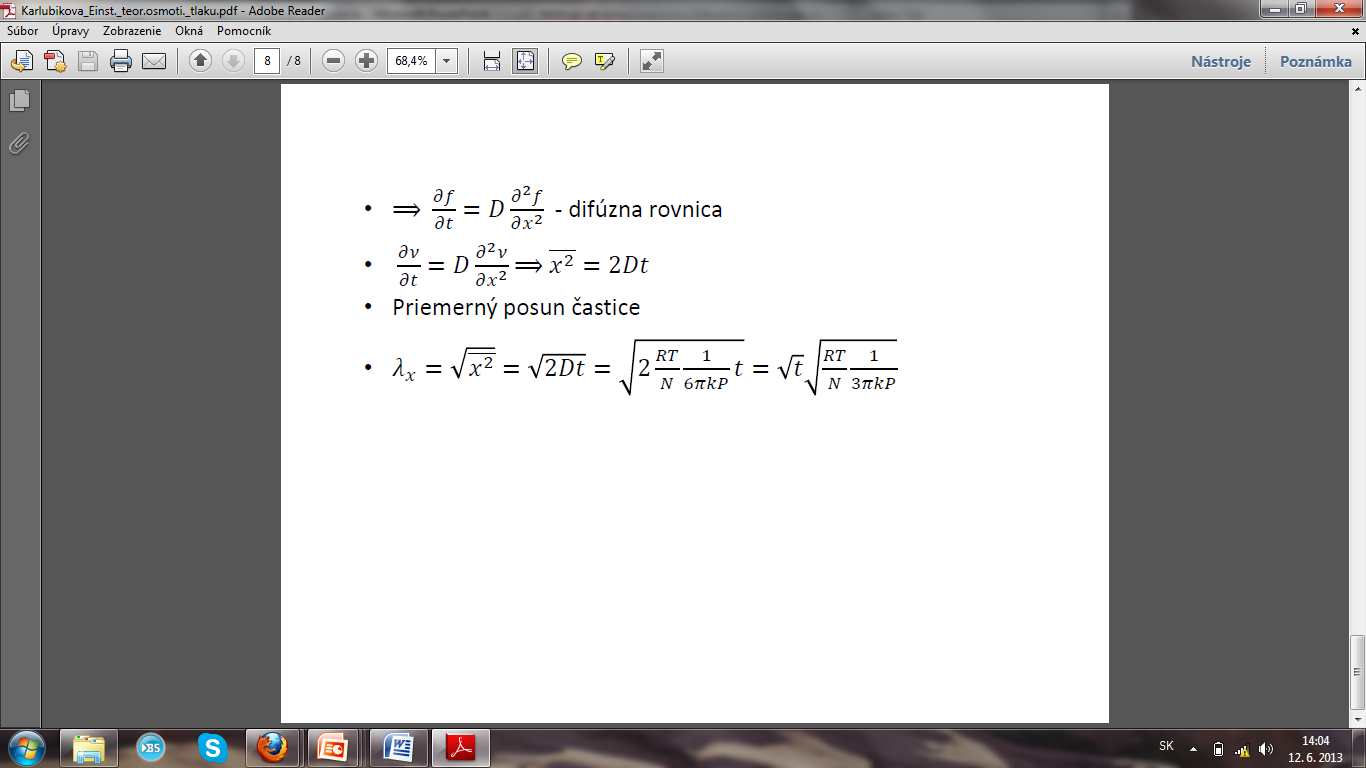 Karlubikova_Einst._teor.osmoti._tlaku.pdf - Adobe Reader
Súbor Úpravy Zobrazenie Okná Pomocník
8 / 8 68,4% Nástroje Poznámka
• ⟹ ∂f/∂t = D ∂²f/∂x² - difúzna rovnica
• ∂ν/∂t = D ∂²ν/∂x² ⟹ x̅²̅ = 2Dt
• Priemerný posun častice
• λₓ = √(x̅²̅) = √(2Dt) = √(2 RT/N 1/6πkP t) = √t √(RT/N 1/3πkP)
SK 14:04
12. 6. 2013